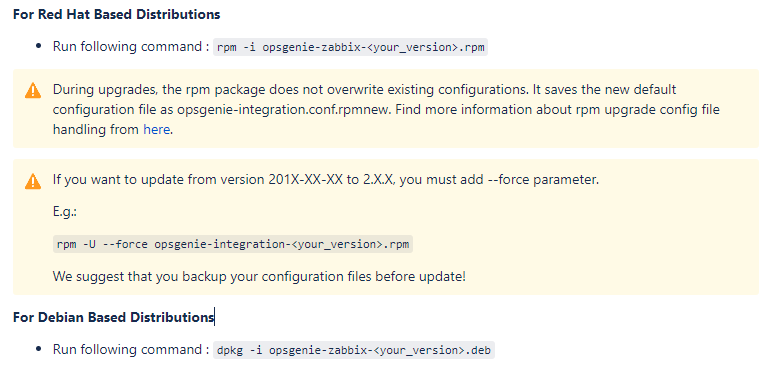 For Red Hat Based Distributions
• Run following command : rpm -i opsgenie-zabbix-<your_version>.rpm
During upgrades, the rpm package does not overwrite existing configurations. It saves the new default
configuration file as opsgenie-integration.conf.rpmnew. Find more information about rpm upgrade config file
handling from here.
If you want to update from version 201X-XX-XX to 2.X.X, you must add --force parameter.
E.g.:
rpm -U --force opsgenie-integration-<your_version>.rpm
We suggest that you backup your configuration files before update!
For Debian Based Distributions
• Run following command : dpkg -i opsgenie-zabbix-<your_version>.deb